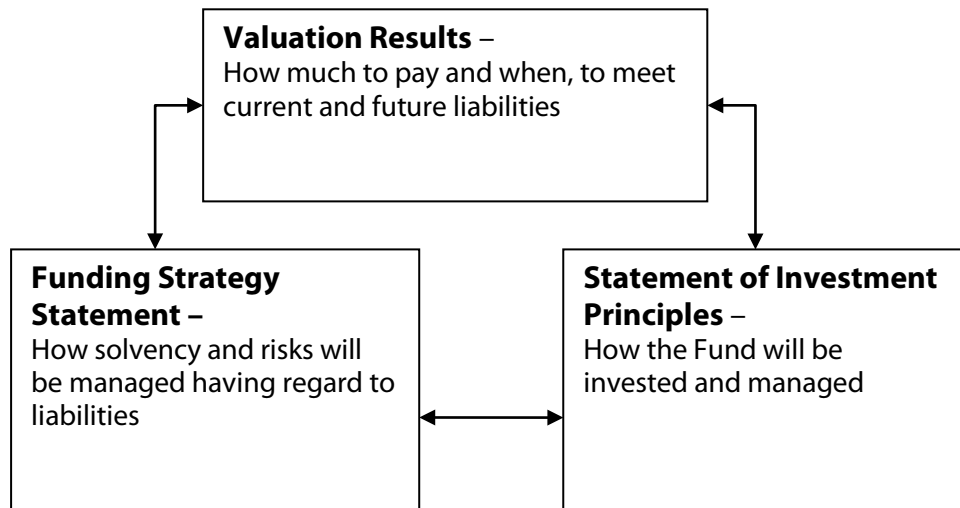 Valuation Results –
How much to pay and when, to meet
current and future liabilities
Funding Strategy
Statement –
How solvency and risks will
be managed having regard to
liabilities
Statement of Investment
Principles –
How the Fund will be
invested and managed